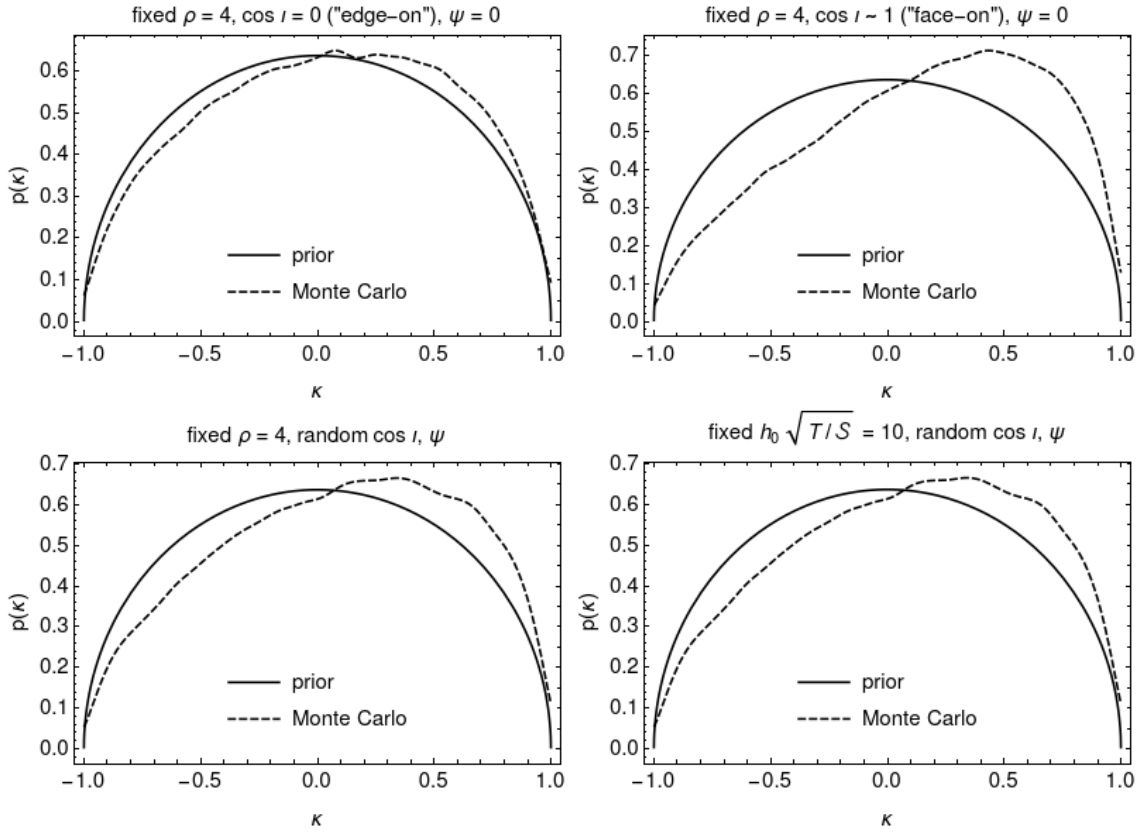 fixed ρ = 4, cos ι = 0 ("edge-on"), ψ = 0
p(κ)
0.6
0.5
0.4
0.3
0.2
0.1
0.0
prior
Monte Carlo
−1.0 −0.5 0.0 0.5 1.0
κ
fixed ρ = 4, cos ι ~ 1 ("face-on"), ψ = 0
p(κ)
0.7
0.6
0.5
0.4
0.3
0.2
0.1
0.0
prior
Monte Carlo
−1.0 −0.5 0.0 0.5 1.0
κ
fixed ρ = 4, random cos ι, ψ
p(κ)
0.7
0.6
0.5
0.4
0.3
0.2
0.1
0.0
prior
Monte Carlo
−1.0 −0.5 0.0 0.5 1.0
κ
fixed h₀ √T/S = 10, random cos ι, ψ
p(κ)
0.7
0.6
0.5
0.4
0.3
0.2
0.1
0.0
prior
Monte Carlo
−1.0 −0.5 0.0 0.5 1.0
κ